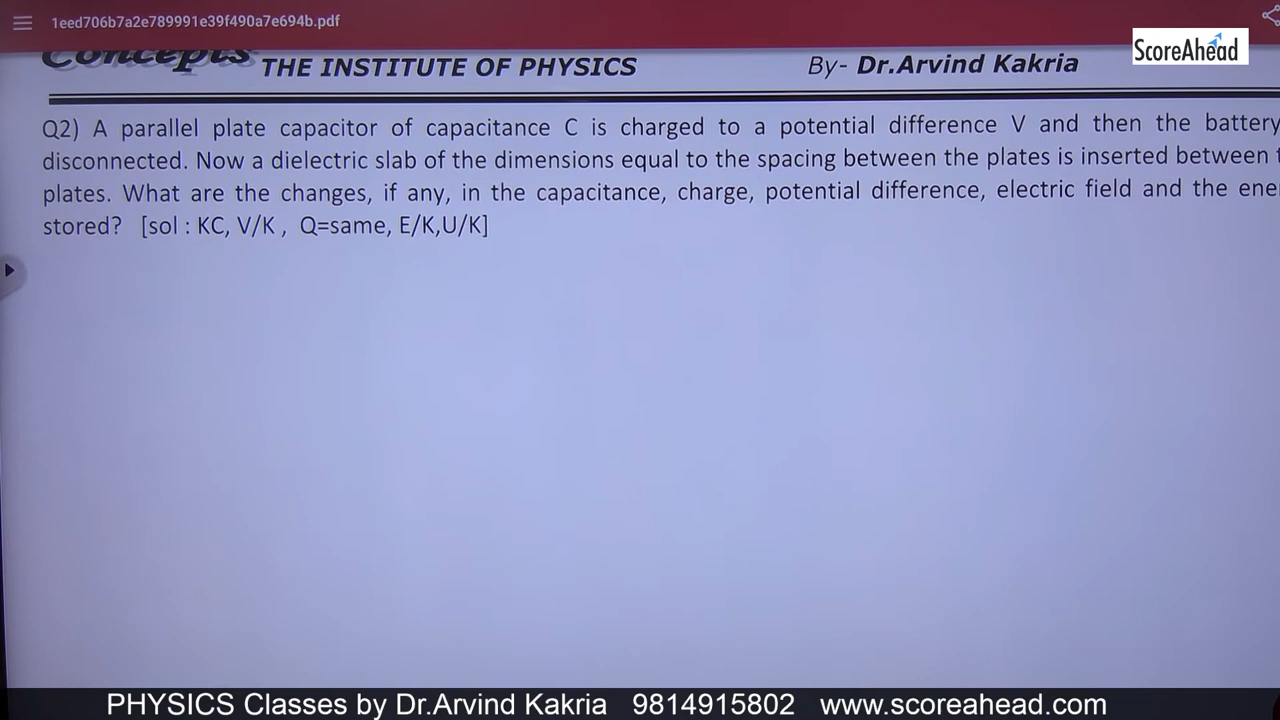 1eed706b7a2e789991e39f490a7e694b.pdf
ScoreAhead
Concepts THE INSTITUTE OF PHYSICS By- Dr.Arvind Kakria
Q2) A parallel plate capacitor of capacitance C is charged to a potential difference V and then the battery
disconnected. Now a dielectric slab of the dimensions equal to the spacing between the plates is inserted between
plates. What are the changes, if any, in the capacitance, charge, potential difference, electric field and the
stored? [sol : KC, V/K , Q=same, E/K,U/K]
PHYSICS Classes by Dr.Arvind Kakria 9814915802 www.scoreahead.com